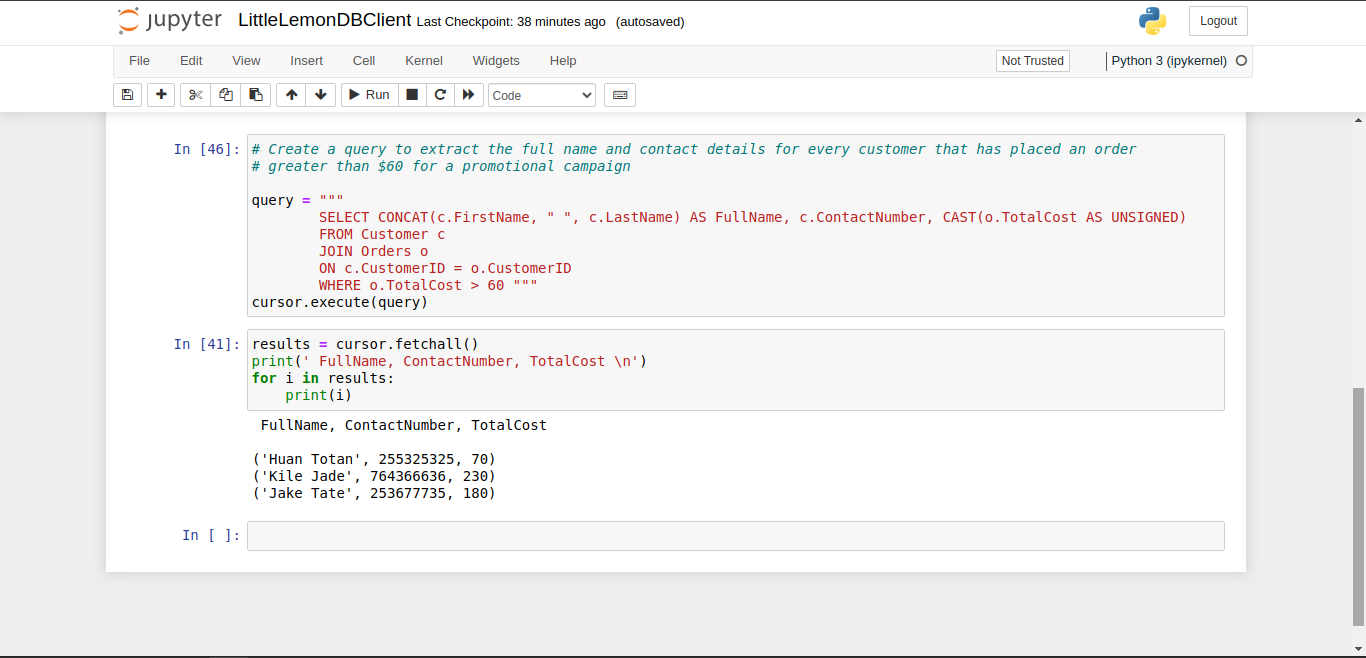 jupyter LittleLemonDBClient Last Checkpoint: 38 minutes ago (autosaved) Logout
File Edit View Insert Cell Kernel Widgets Help Not Trusted Python 3 (ipykernel)
Run Code
In [46]: # Create a query to extract the full name and contact details for every customer that has placed an order
# greater than $60 for a promotional campaign
query = """
SELECT CONCAT(c.FirstName, " ", c.LastName) AS FullName, c.ContactNumber, CAST(o.TotalCost AS UNSIGNED)
FROM Customer c
JOIN Orders o
ON c.CustomerID = o.CustomerID
WHERE o.TotalCost > 60 """
cursor.execute(query)
In [41]: results = cursor.fetchall()
print(' FullName, ContactNumber, TotalCost \n')
for i in results:
print(i)
FullName, ContactNumber, TotalCost
('Huan Totan', 255325325, 70)
('Kile Jade', 764366636, 230)
('Jake Tate', 253677735, 180)
In [ ]: